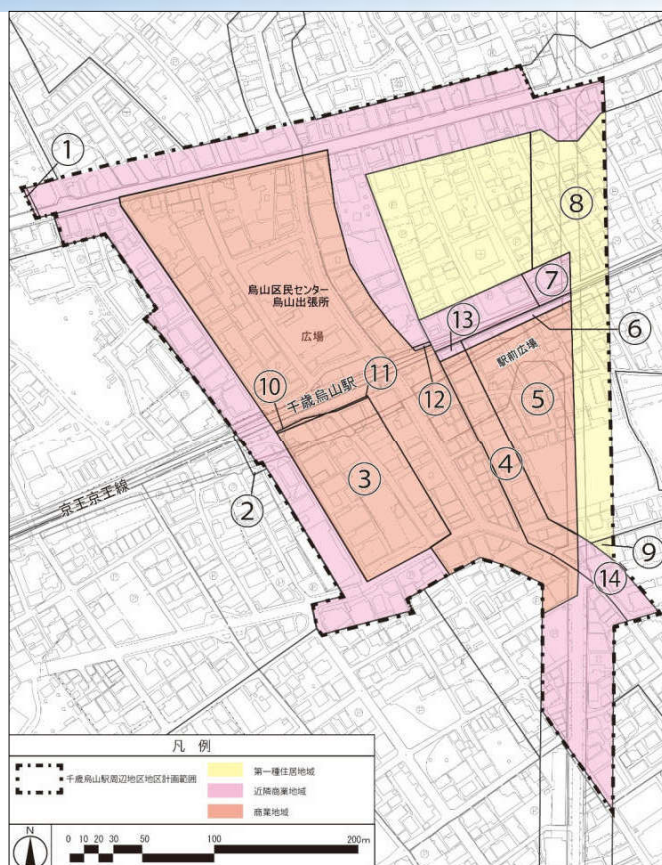 ①
⑧
⑦
烏山区民センター
烏山出張所
広場
⑬
⑥
駅前広場
千歳烏山駅
⑩
⑪
⑫
⑤
③
④
②
京王京王線
⑨
⑭
凡 例
千歳烏山駅周辺地区地区計画範囲
第一種住居地域
近隣商業地域
商業地域
N
0 10 20 30 50 100 200m